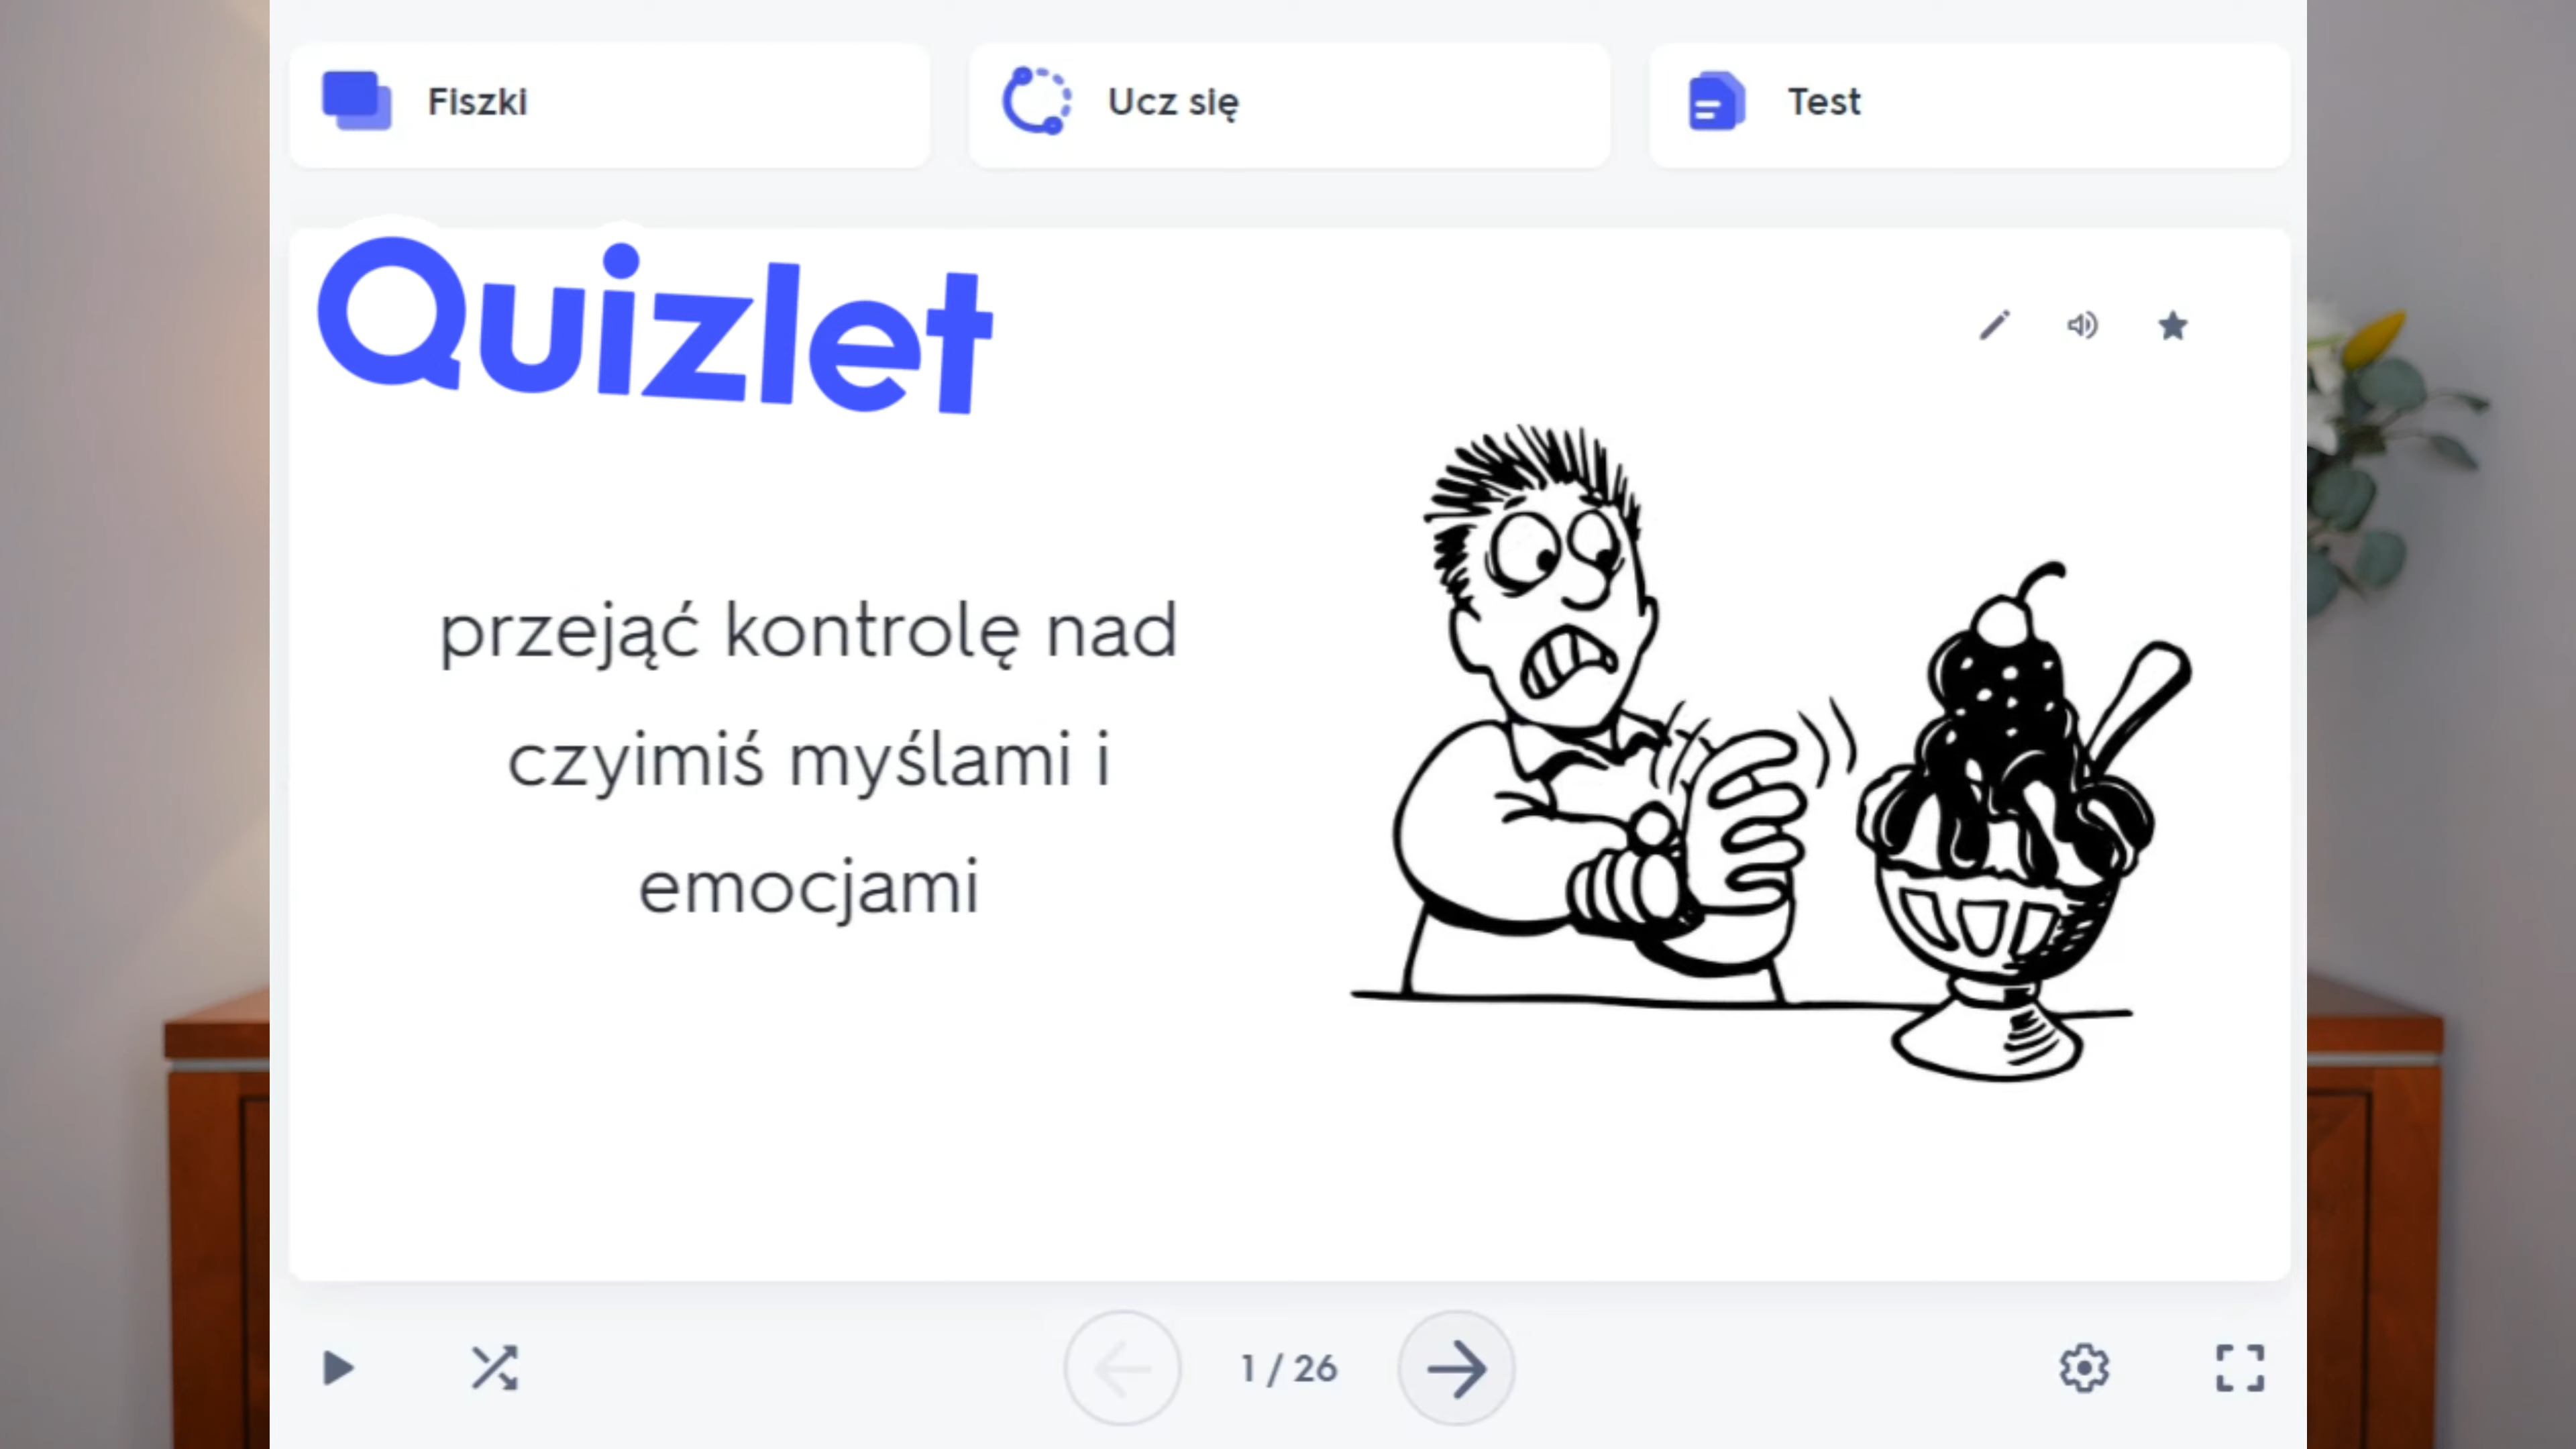 Fiszki
Ucz się
Test
Quizlet
przejąć kontrolę nad
czyimiś myślami i
emocjami
1 / 26